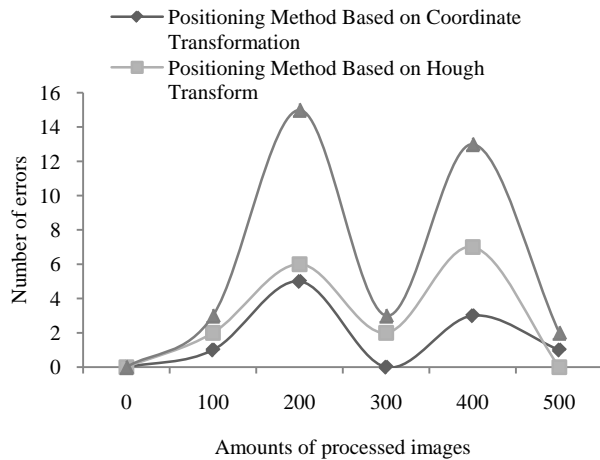 Positioning Method Based on Coordinate
Transformation
Positioning Method Based on Hough
Transform
16
14
12
10
8
6
4
2
0
Number of errors
0 100 200 300 400 500
Amounts of processed images